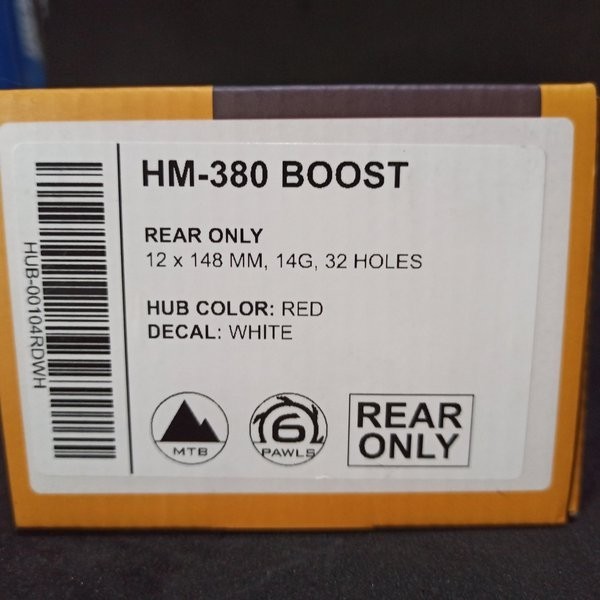 HM-380 BOOST
REAR ONLY
12 x 148 MM, 14G, 32 HOLES
HUB COLOR: RED
DECAL: WHITE
HUB-00104RDWH
MTB
6
PAWLS
REAR
ONLY